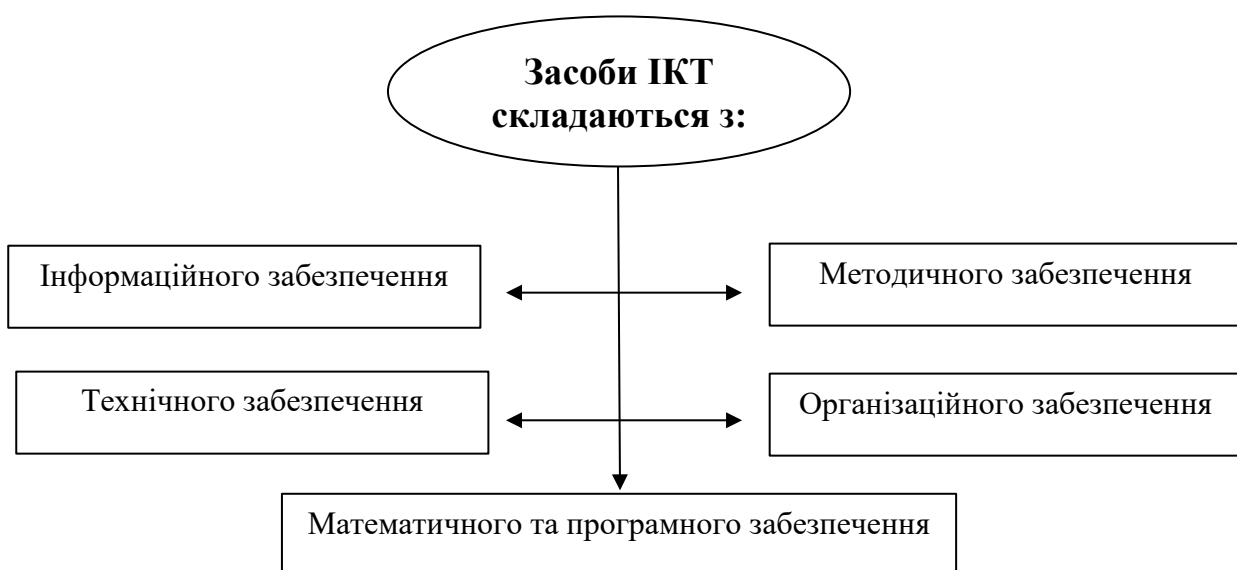 Засоби ІКТ
складаються з:
Інформаційного забезпечення
Методичного забезпечення
Технічного забезпечення
Організаційного забезпечення
Математичного та програмного забезпечення